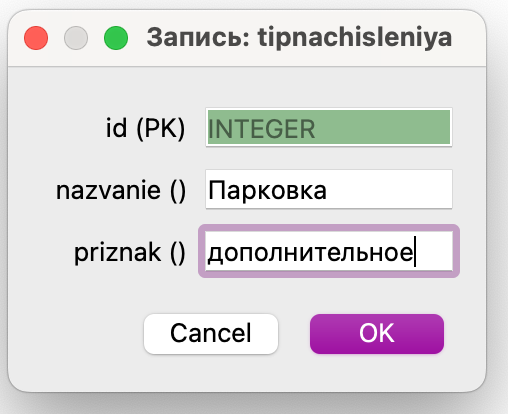 Запись: tipnachisleniya
id (PK) INTEGER
nazvanie () Парковка
priznak () дополнительное
Cancel OK